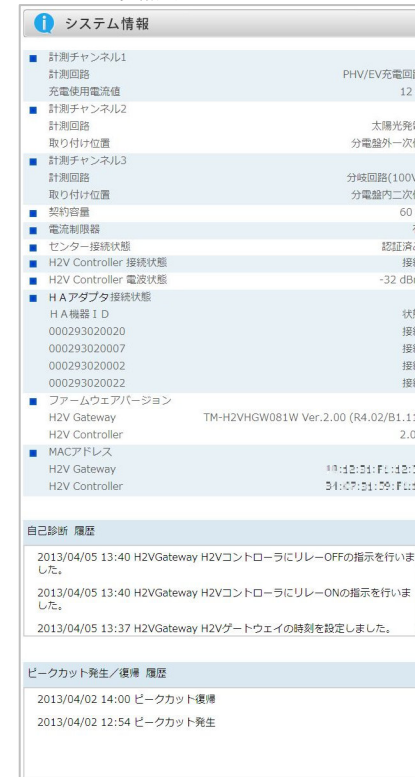 システム情報
計測チャンネル1
計測回路 PHV/EV充電回
充電使用電流値 12
計測チャンネル2
計測回路 太陽光発
取り付け位置 分電盤外一次
計測チャンネル3
計測回路 分岐回路(100V
取り付け位置 分電盤内二次
契約容量 60
電流制限器
センター接続状態 認証済
H2V Controller 接続状態 接
H2V Controller 電波状態 -32 dB
ＨＡアダプタ接続状態
ＨＡ機器ＩＤ 状
000293020020 接
000293020007 接
000293020002 接
000293020022 接
ファームウェアバージョン
H2V Gateway TM-H2VHGW081W Ver.2.00 (R4.02/B1.11
H2V Controller 2.0
MACアドレス
H2V Gateway
H2V Controller
自己診断 履歴
2013/04/05 13:40 H2VGateway H2VコントローラにリレーOFFの指示を行いま
した。
2013/04/05 13:40 H2VGateway H2VコントローラにリレーONの指示を行いま
した。
2013/04/05 13:37 H2VGateway H2Vゲートウェイの時刻を設定しました。
ピークカット発生／復帰 履歴
2013/04/02 14:00 ピークカット復帰
2013/04/02 12:54 ピークカット発生